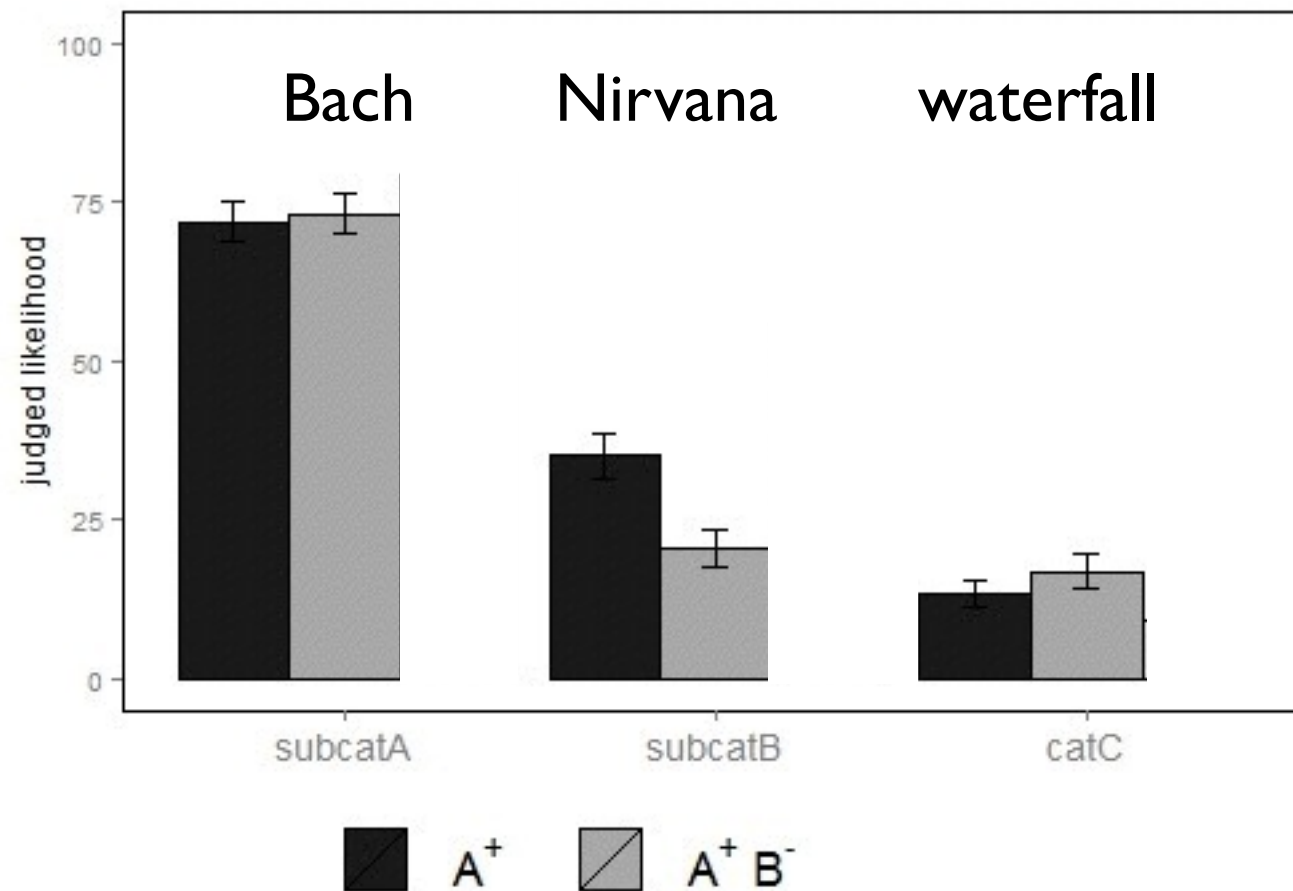 100
Bach Nirvana waterfall
75
50
25
0
judged likelihood
subcatA subcatB catC
A⁺ A⁺ B⁻